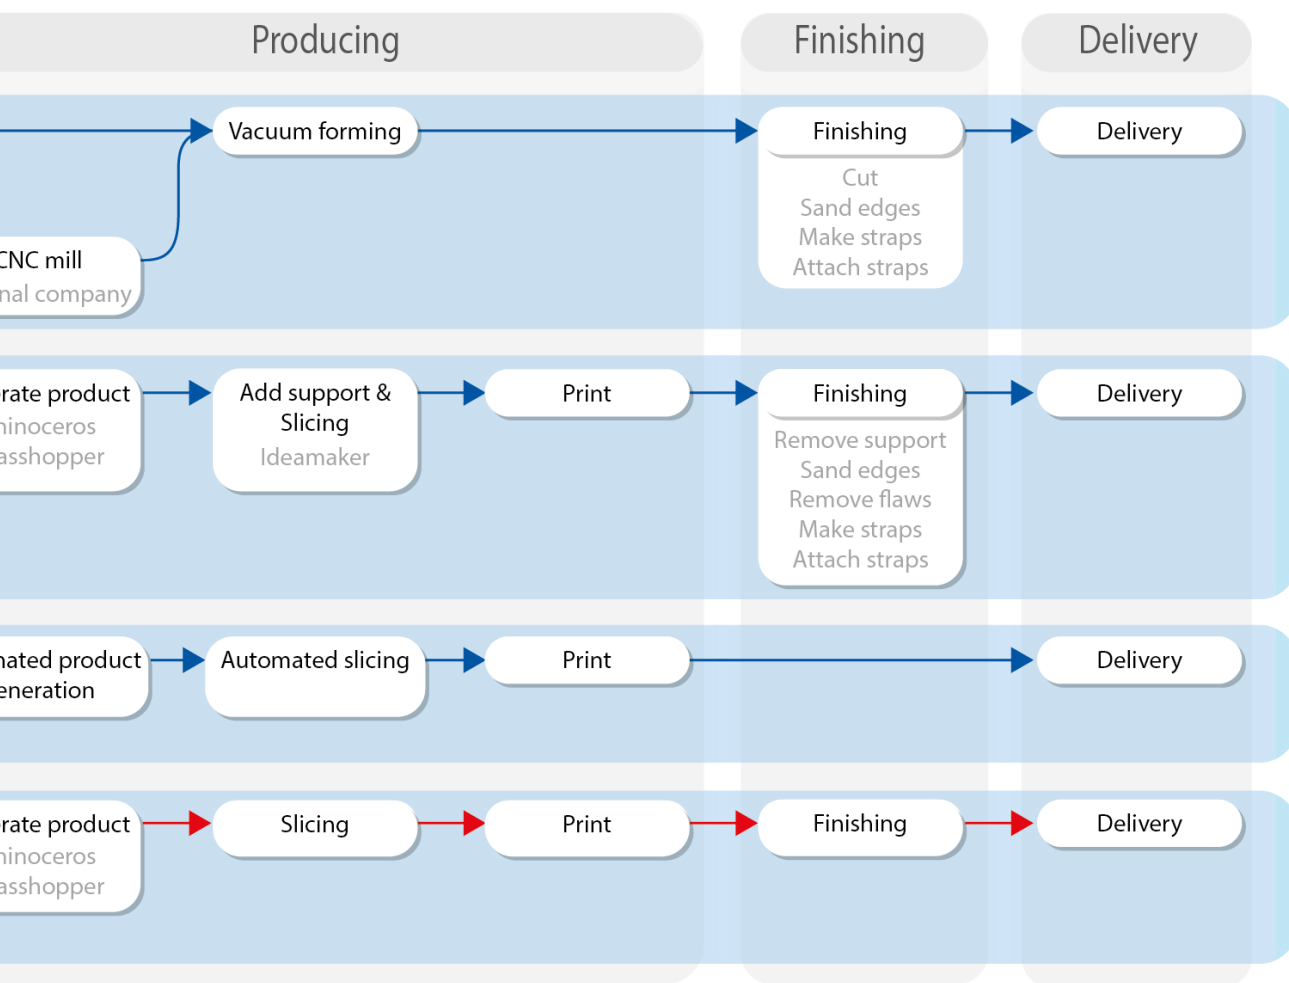 Producing
Finishing
Delivery
Vacuum forming
Finishing
Delivery
Cut
Sand edges
Make straps
Attach straps
CNC mill
nal company
rate product
Add support &
Slicing
Print
Finishing
Delivery
inoceros
asshopper
Ideamaker
Remove support
Sand edges
Remove flaws
Make straps
Attach straps
nated product
eneration
Automated slicing
Print
Delivery
rate product
Slicing
Print
Finishing
Delivery
inoceros
asshopper